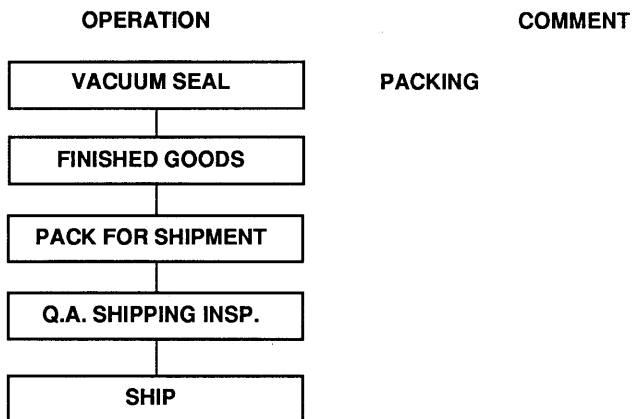 OPERATION COMMENT
VACUUM SEAL PACKING
FINISHED GOODS
PACK FOR SHIPMENT
Q.A. SHIPPING INSP.
SHIP